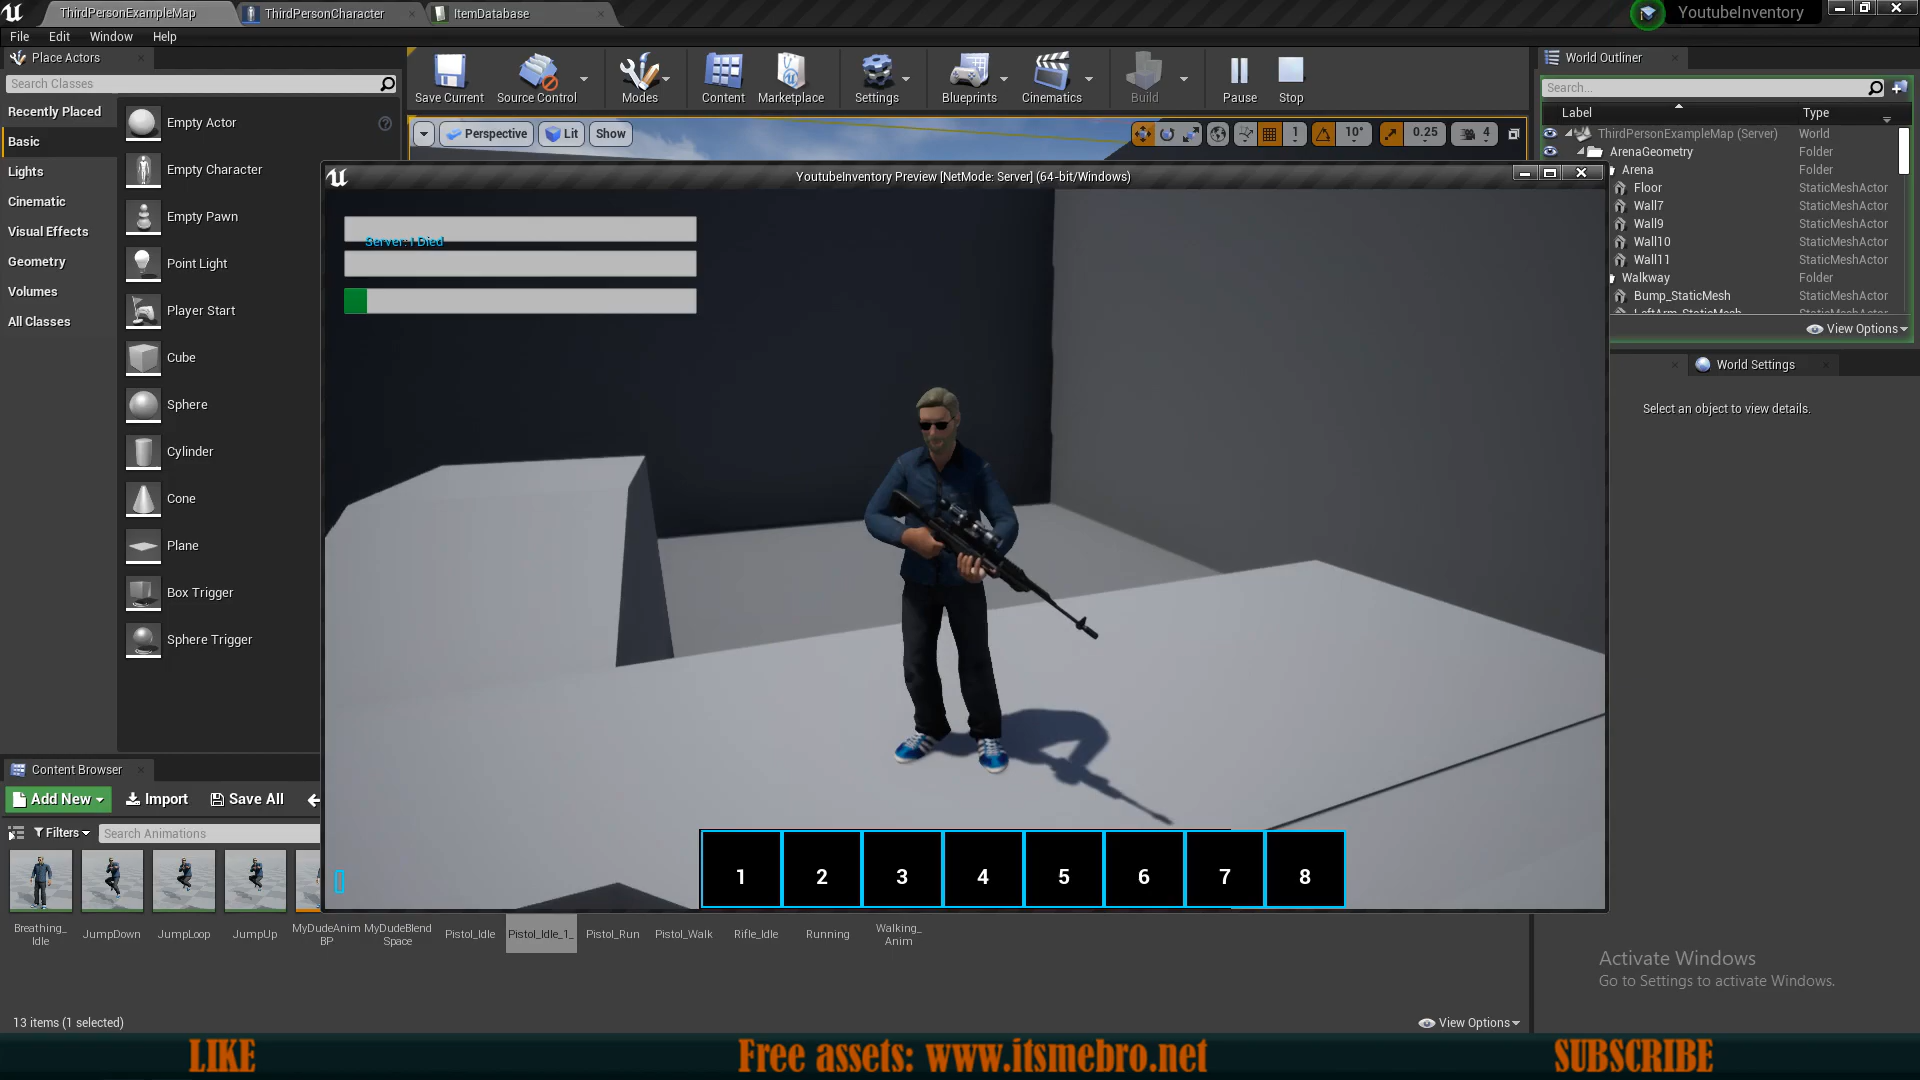 ThirdPersonExampleMap
ThirdPersonCharacter
ItemDatabase
YoutubeInventory
File Edit Window Help
Place Actors
Search Classes
Recently Placed
Basic
Lights
Cinematic
Visual Effects
Geometry
Volumes
All Classes
Empty Actor
Empty Character
Empty Pawn
Point Light
Player Start
Cube
Sphere
Cylinder
Cone
Plane
Box Trigger
Sphere Trigger
Save Current
Source Control
Modes
Content
Marketplace
Settings
Blueprints
Cinematics
Build
Pause
Stop
Perspective
Lit
Show
1
10°
0.25
4
YoutubeInventory Preview [NetMode: Server] (64-bit/Windows)
Server: I Died
1 2 3 4 5 6 7 8
World Outliner
Search...
Label Type
ThirdPersonExampleMap (Server) World
ArenaGeometry Folder
Arena Folder
Floor StaticMeshActor
Wall7 StaticMeshActor
Wall9 StaticMeshActor
Wall10 StaticMeshActor
Wall11 StaticMeshActor
Walkway Folder
Bump_StaticMesh StaticMeshActor
LeftArm_StaticMesh StaticMeshActor
View Options
World Settings
Select an object to view details.
Content Browser
Add New
Import
Save All
Filters
Search Animations
Breathing_
Idle
JumpDown
JumpLoop
JumpUp
MyDudeAnim
BP
MyDudeBlend
Space
Pistol_Idle
Pistol_Idle_1_
Pistol_Run
Pistol_Walk
Rifle_Idle
Running
Walking_
Anim
13 items (1 selected)
View Options
Activate Windows
Go to Settings to activate Windows.
LIKE
Free assets: www.itsmebro.net
SUBSCRIBE